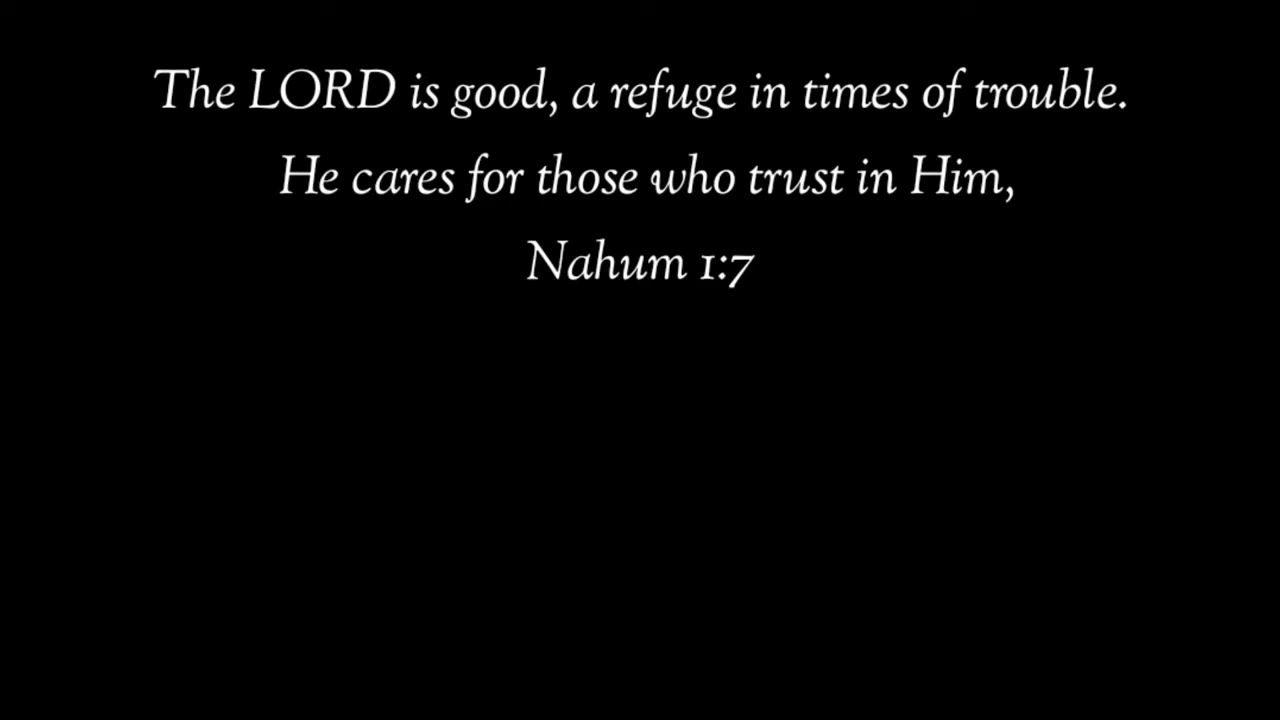 The LORD is good, a refuge in times of trouble.
He cares for those who trust in Him,
Nahum 1:7